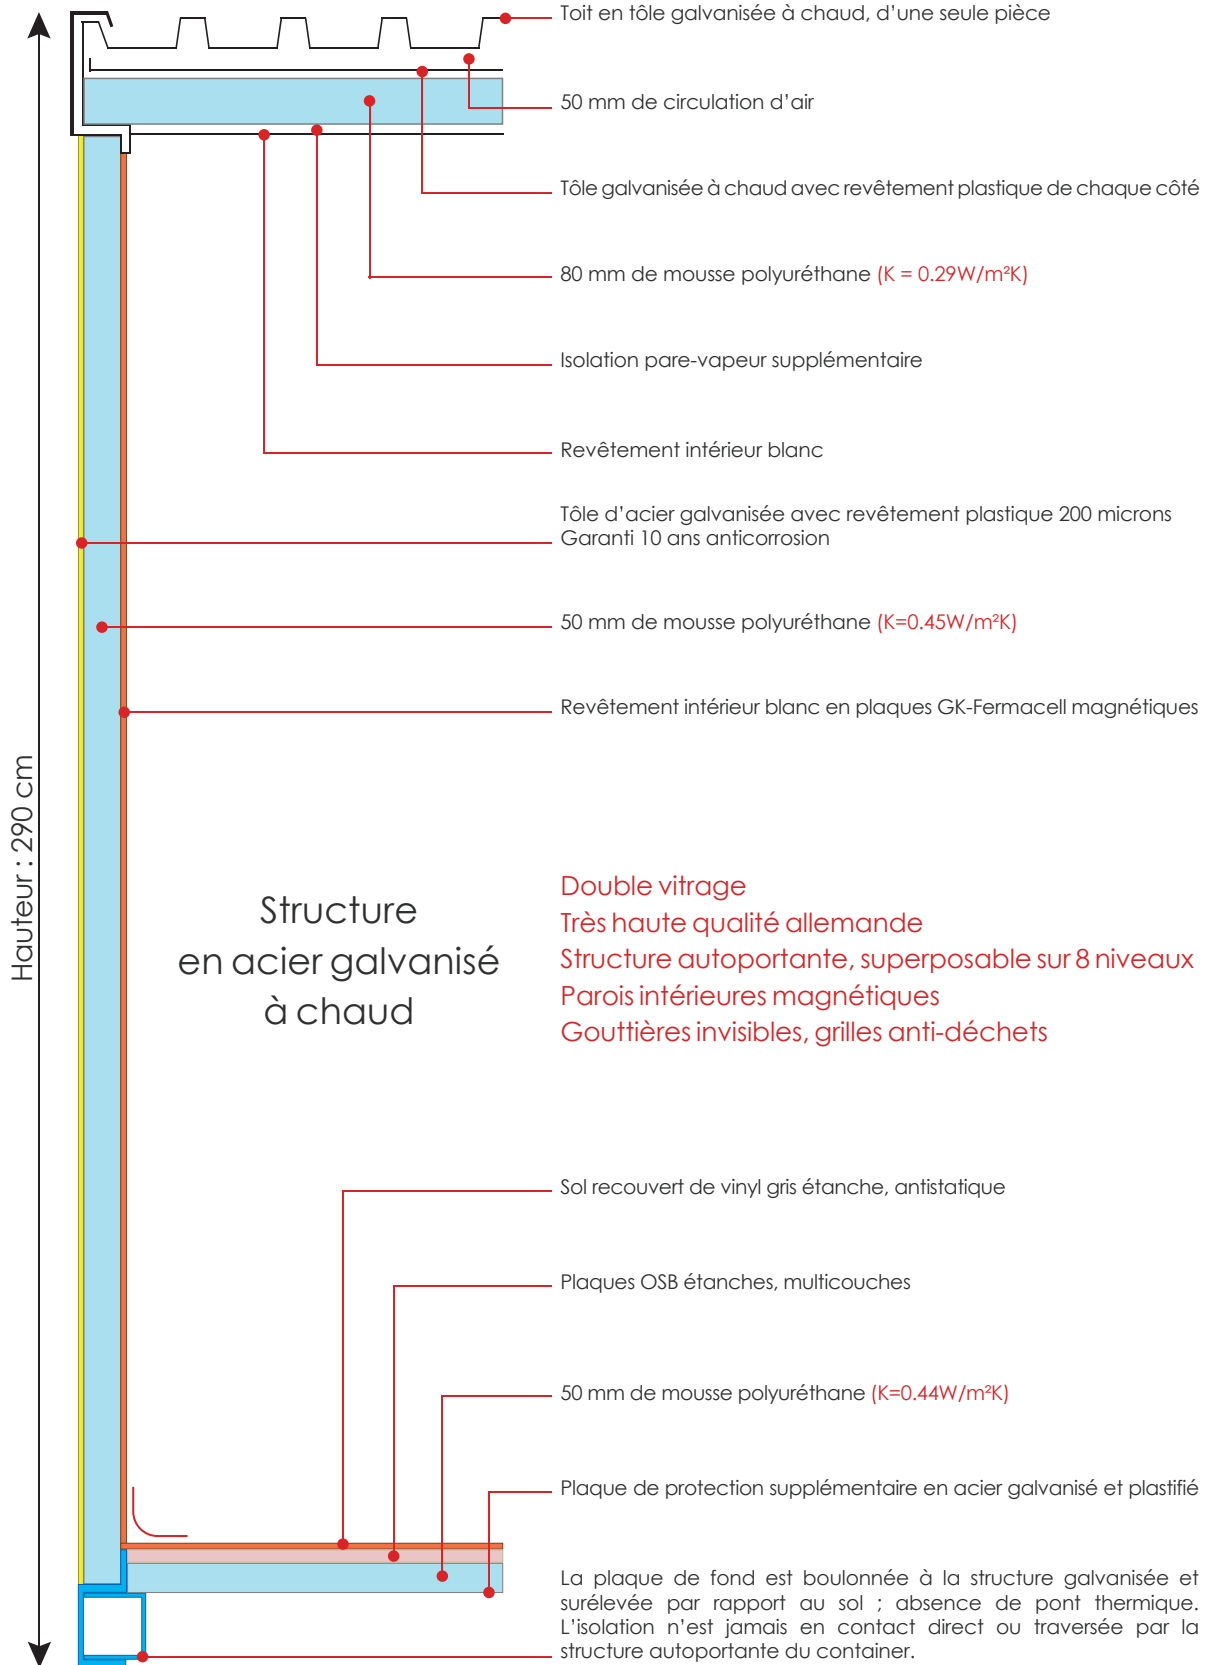 Toit en tôle galvanisée à chaud, d’une seule pièce
50 mm de circulation d’air
Tôle galvanisée à chaud avec revêtement plastique de chaque côté
80 mm de mousse polyuréthane (K = 0.29W/m²K)
Isolation pare-vapeur supplémentaire
Revêtement intérieur blanc
Tôle d’acier galvanisée avec revêtement plastique 200 microns
Garanti 10 ans anticorrosion
50 mm de mousse polyuréthane (K=0.45W/m²K)
Revêtement intérieur blanc en plaques GK-Fermacell magnétiques
Hauteur : 290 cm
Structure
en acier galvanisé
à chaud
Double vitrage
Très haute qualité allemande
Structure autoportante, superposable sur 8 niveaux
Parois intérieures magnétiques
Gouttières invisibles, grilles anti-déchets
Sol recouvert de vinyl gris étanche, antistatique
Plaques OSB étanches, multicouches
50 mm de mousse polyuréthane (K=0.44W/m²K)
Plaque de protection supplémentaire en acier galvanisé et plastifié
La plaque de fond est boulonnée à la structure galvanisée et
surélevée par rapport au sol ; absence de pont thermique.
L’isolation n’est jamais en contact direct ou traversée par la
structure autoportante du container.